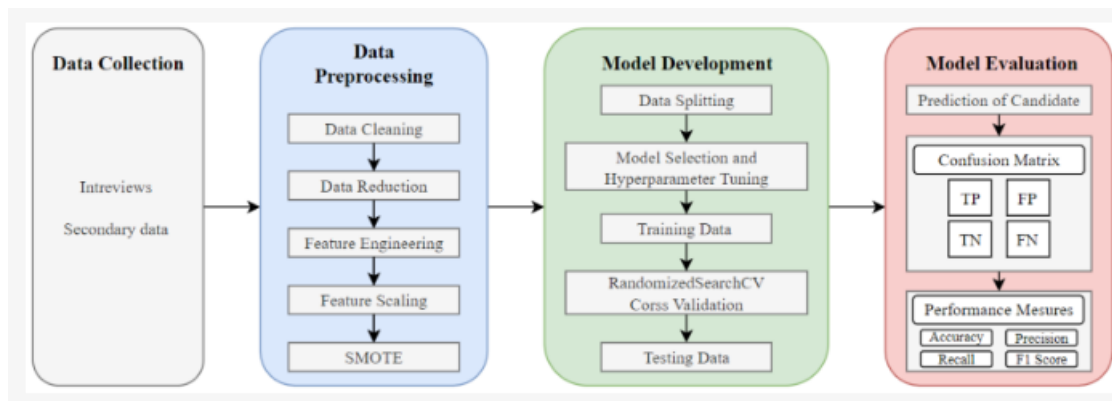 Data Collection
Intreviews
Secondary data
Data
Preprocessing
Data Cleaning
Data Reduction
Feature Engineering
Feature Scaling
SMOTE
Model Development
Data Splitting
Model Selection and
Hyperparameter Tuning
Training Data
RandomizedSearchCV
Corss Validation
Testing Data
Model Evaluation
Prediction of Candidate
Confusion Matrix
TP FP
TN FN
Performance Mesures
Accuracy Precision
Recall F1 Score